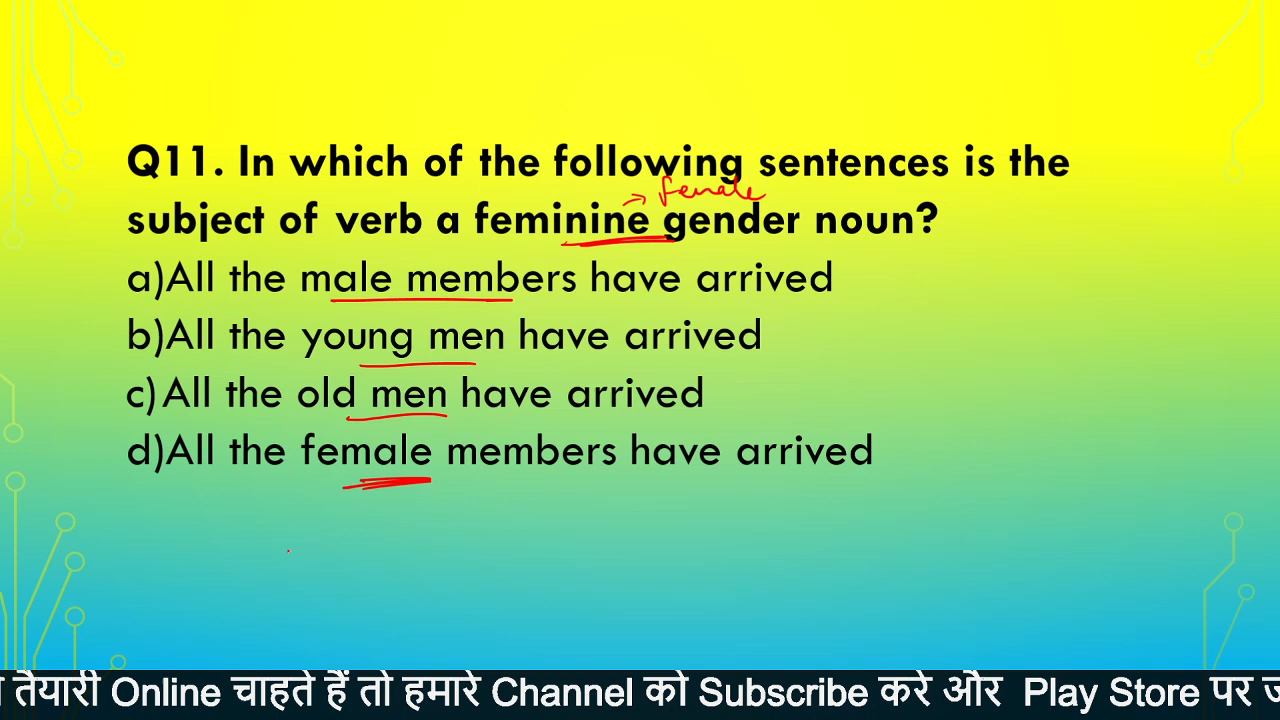 Q11. In which of the following sentences is the
female
subject of verb a feminine gender noun?
a)All the male members have arrived
b)All the young men have arrived
c)All the old men have arrived
d)All the female members have arrived
तैयारी Online चाहते हैं तो हमारे Channel को Subscribe करे और Play Store पर